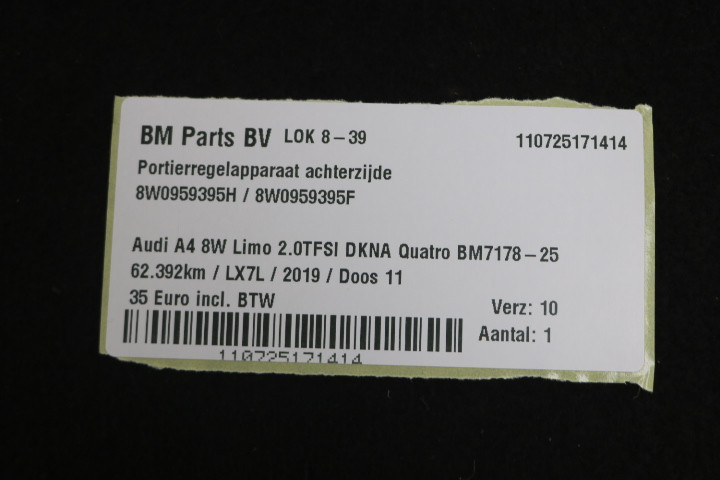 BM Parts BV LOK 8-39 110725171414
Portierregelapparaat achterzijde
8W0959395H / 8W0959395F
Audi A4 8W Limo 2.0TFSI DKNA Quatro BM7178-25
62.392km / LX7L / 2019 / Doos 11
35 Euro incl. BTW Verz: 10
Aantal: 1
110725171414